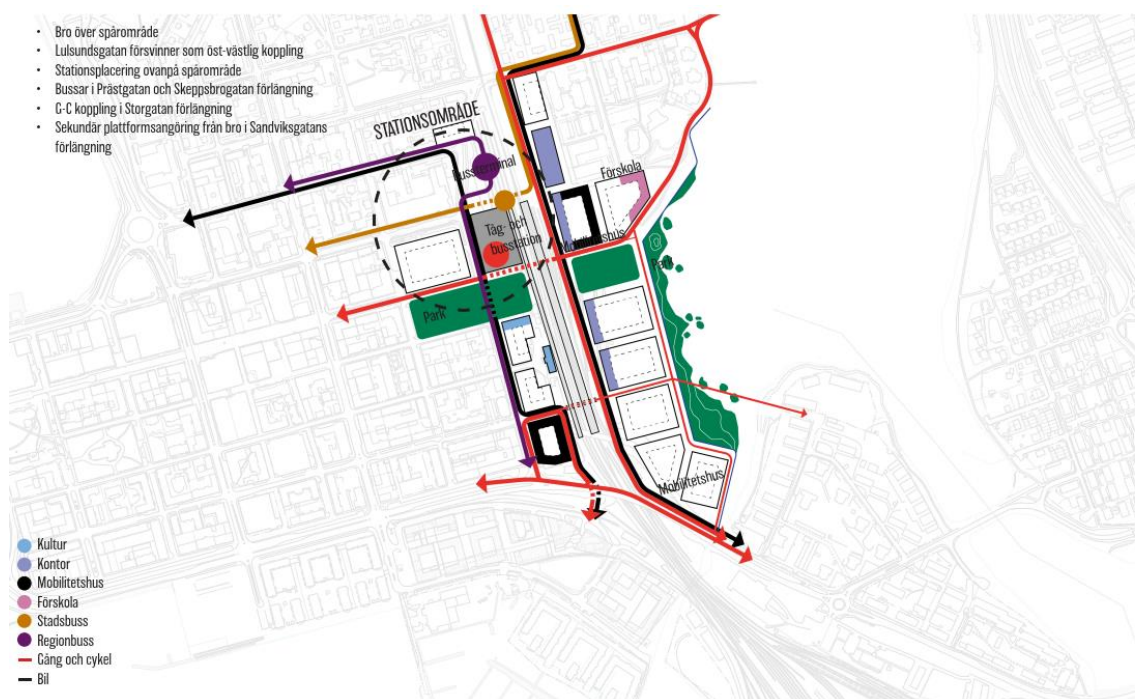 • Bro över spårområde
• Lulsundsgatan försvinner som öst-västlig koppling
• Stationsplacering ovanpå spårområde
• Bussar i Prästgatan och Skeppsbrogatan förlängning
• G-C koppling i Storgatan förlängning
• Sekundär plattformsangöring från bro i Sandviksgatans
förlängning
STATIONSOMRÅDE
Bussterminal
Förskola
Tåg- och
busstation
Mobilitetshus
Park
Park
Mobilitetshus
Kultur
Kontor
Mobilitetshus
Förskola
Stadsbuss
Regionbuss
Gång och cykel
Bil